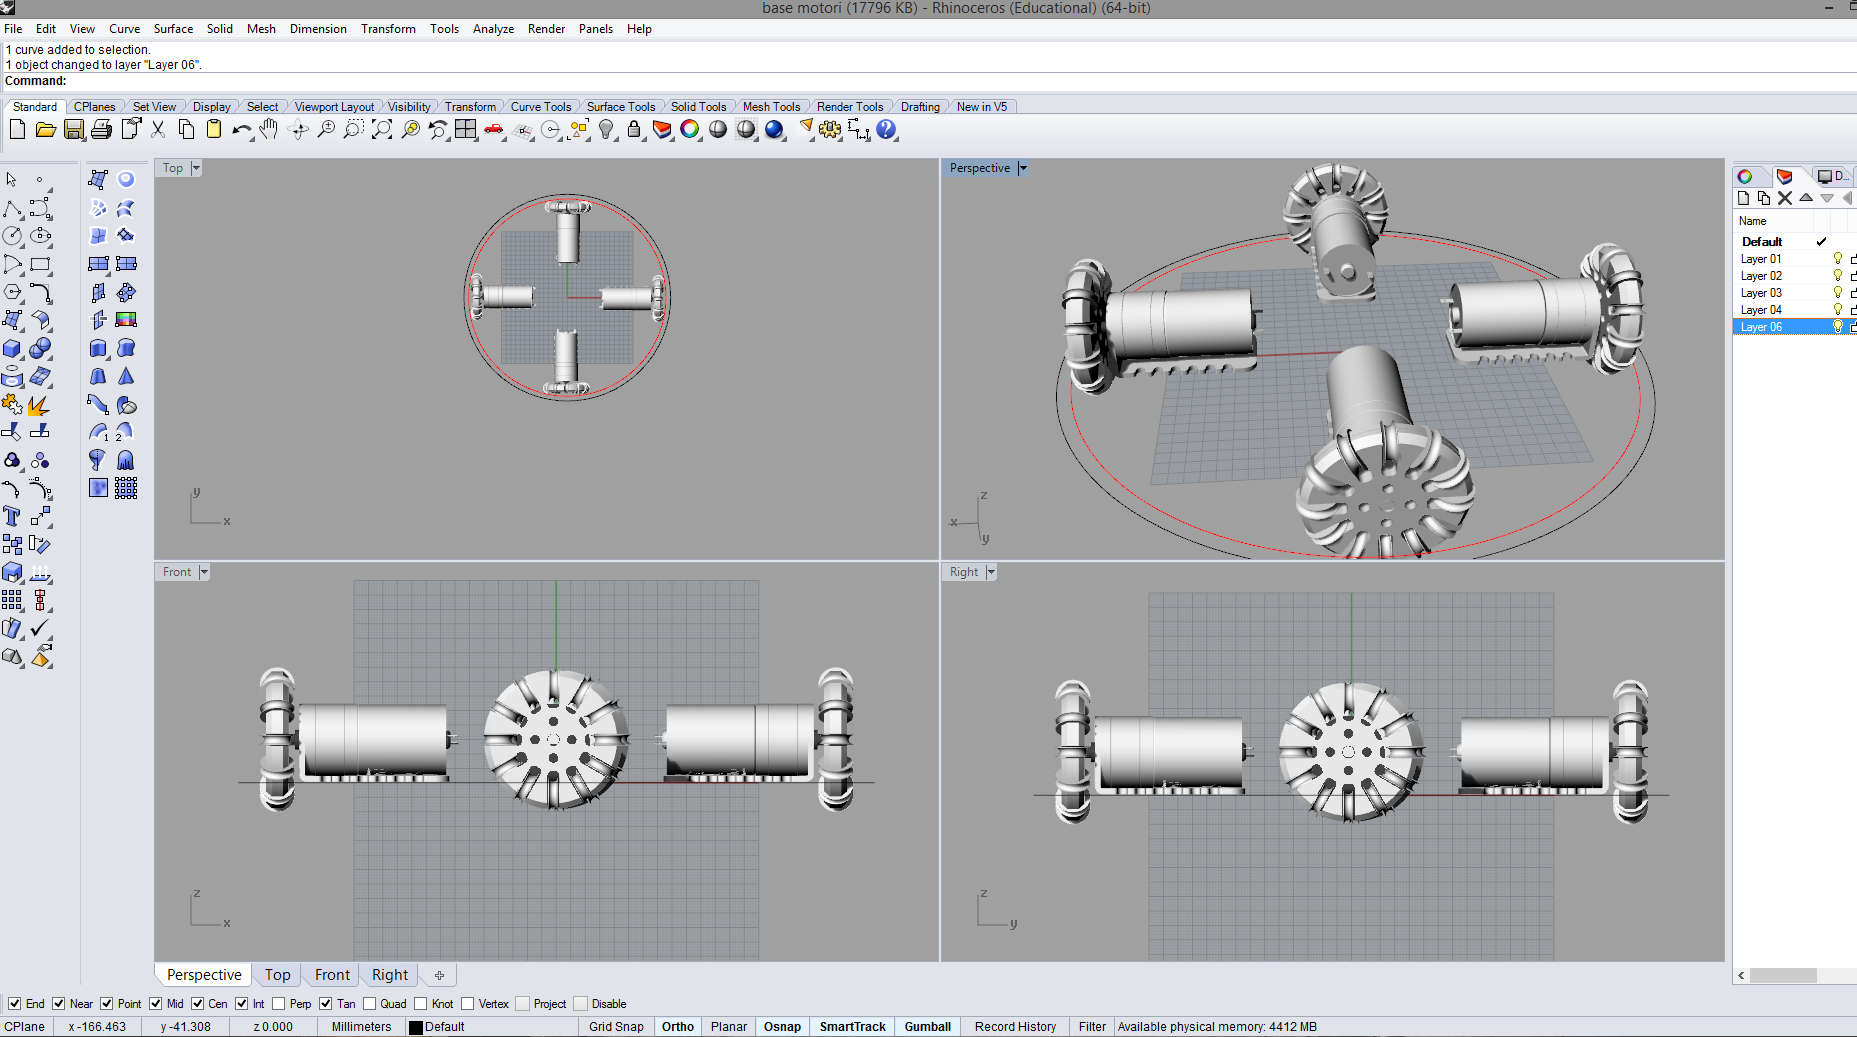 base motori (17796 KB) - Rhinoceros (Educational) (64-bit)
File Edit View Curve Surface Solid Mesh Dimension Transform Tools Analyze Render Panels Help
1 curve added to selection.
1 object changed to layer "Layer 06".
Command:
Standard CPlanes Set View Display Select Viewport Layout Visibility Transform Curve Tools Surface Tools Solid Tools Mesh Tools Render Tools Drafting New in V5
Top
Perspective
D...
Name
Default
Layer 01
Layer 02
Layer 03
Layer 04
Layer 06
1 2
y
x
z
x
y
Front
Right
z
x
z
y
Perspective Top Front Right
End Near Point Mid Cen Int Perp Tan Quad Knot Vertex Project Disable
CPlane x -166.463 y -41.308 z 0.000 Millimeters Default Grid Snap Ortho Planar Osnap SmartTrack Gumball Record History Filter Available physical memory: 4412 MB